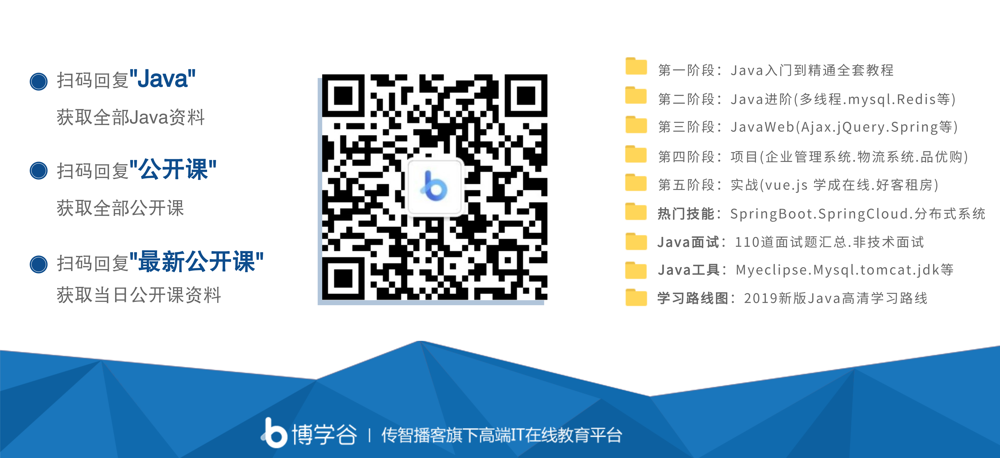 扫码回复"Java"
获取全部Java资料
扫码回复"公开课"
获取全部公开课
扫码回复"最新公开课"
获取当日公开课资料
第一阶段：Java入门到精通全套教程
第二阶段：Java进阶(多线程.mysql.Redis等)
第三阶段：JavaWeb(Ajax.jQuery.Spring等)
第四阶段：项目(企业管理系统.物流系统.品优购)
第五阶段：实战(vue.js 学成在线.好客租房)
热门技能：SpringBoot.SpringCloud.分布式系统
Java面试：110道面试题汇总.非技术面试
Java工具：Myeclipse.Mysql.tomcat.jdk等
学习路线图：2019新版Java高清学习路线
博学谷 | 传智播客旗下高端IT在线教育平台